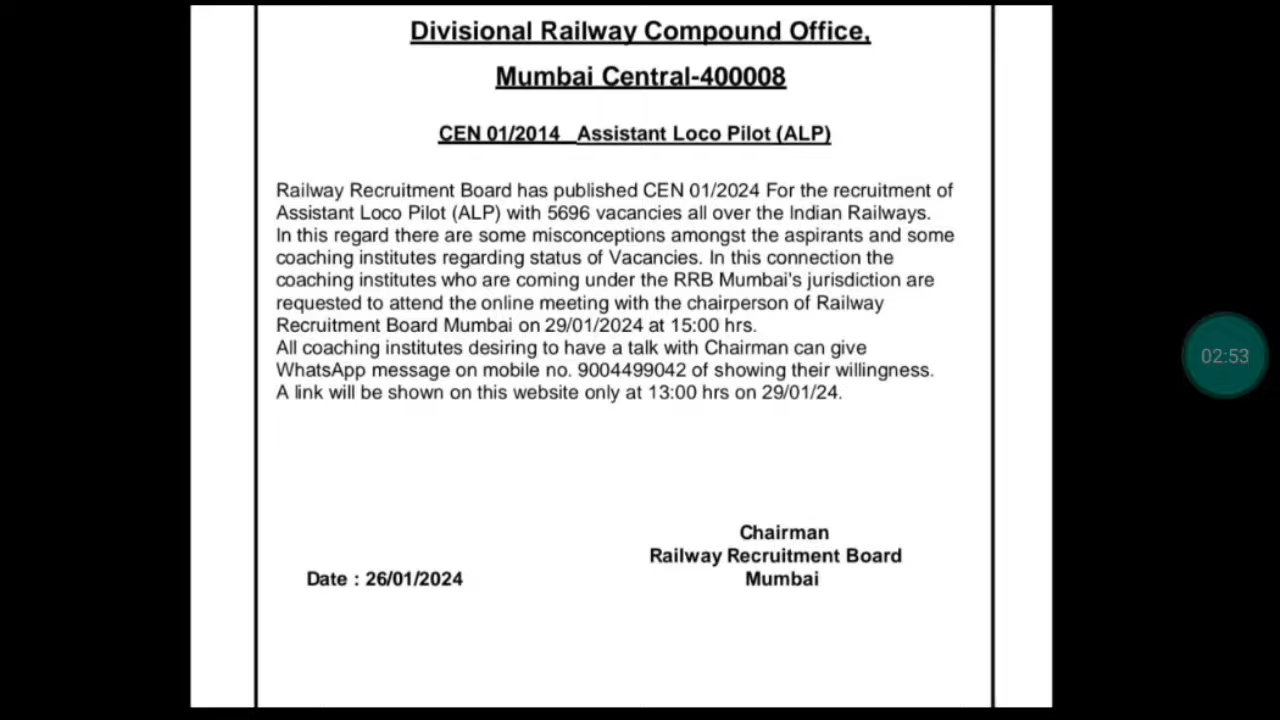 Divisional Railway Compound Office,
Mumbai Central-400008
CEN 01/2014 Assistant Loco Pilot (ALP)
Railway Recruitment Board has published CEN 01/2024 For the recruitment of
Assistant Loco Pilot (ALP) with 5696 vacancies all over the Indian Railways.
In this regard there are some misconceptions amongst the aspirants and some
coaching institutes regarding status of Vacancies. In this connection the
coaching institutes who are coming under the RRB Mumbai's jurisdiction are
requested to attend the online meeting with the chairperson of Railway
Recruitment Board Mumbai on 29/01/2024 at 15:00 hrs.
All coaching institutes desiring to have a talk with Chairman can give
WhatsApp message on mobile no. 9004499042 of showing their willingness.
A link will be shown on this website only at 13:00 hrs on 29/01/24.
Chairman
Railway Recruitment Board
Date : 26/01/2024 Mumbai
02:53